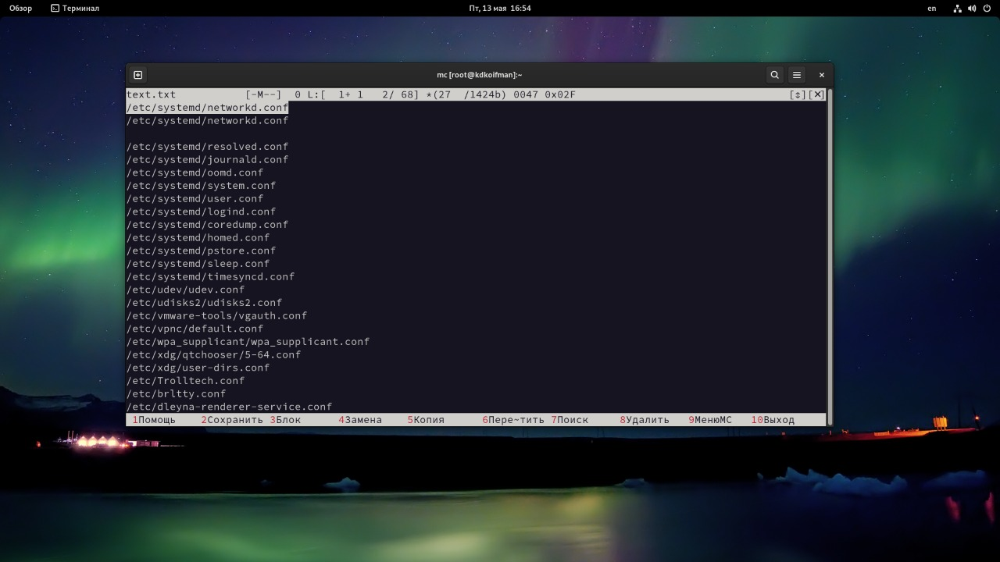 Обзор Терминал Пт, 13 мая 16:54 en
mc [root@kdkoifman]:~
text.txt [-M--] 0 L:[ 1+ 1 2/ 68] *(27 /1424b) 0047 0x02F [↕][✕]
/etc/systemd/networkd.conf
/etc/systemd/networkd.conf
/etc/systemd/resolved.conf
/etc/systemd/journald.conf
/etc/systemd/oomd.conf
/etc/systemd/system.conf
/etc/systemd/user.conf
/etc/systemd/logind.conf
/etc/systemd/coredump.conf
/etc/systemd/homed.conf
/etc/systemd/pstore.conf
/etc/systemd/sleep.conf
/etc/systemd/timesyncd.conf
/etc/udev/udev.conf
/etc/udisks2/udisks2.conf
/etc/vmware-tools/vgauth.conf
/etc/vpnc/default.conf
/etc/wpa_supplicant/wpa_supplicant.conf
/etc/xdg/qtchooser/5-64.conf
/etc/xdg/user-dirs.conf
/etc/Trolltech.conf
/etc/brltty.conf
/etc/dleyna-renderer-service.conf
1Помощь 2Сохранить 3Блок 4Замена 5Копия 6Пере~тить 7Поиск 8Удалить 9МенюMC 10Выход